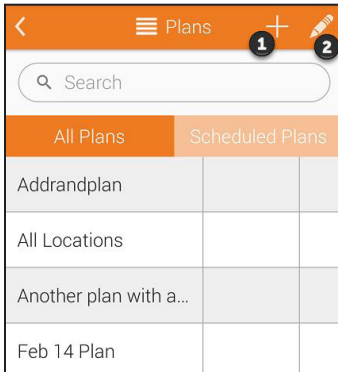 Plans
1
2
Search
All Plans Scheduled Plans
Addrandplan
All Locations
Another plan with a...
Feb 14 Plan